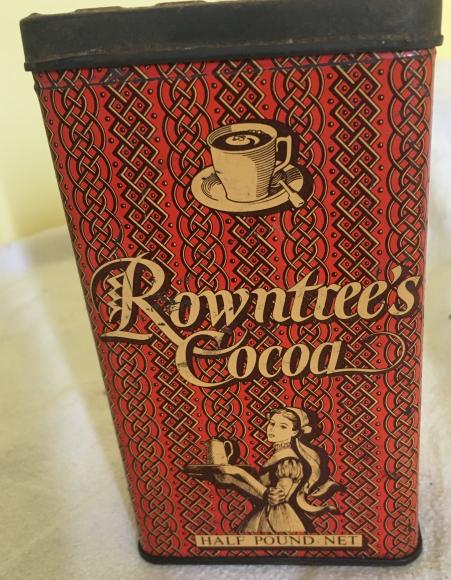 Rowntree's
Cocoa
HALF POUND NET